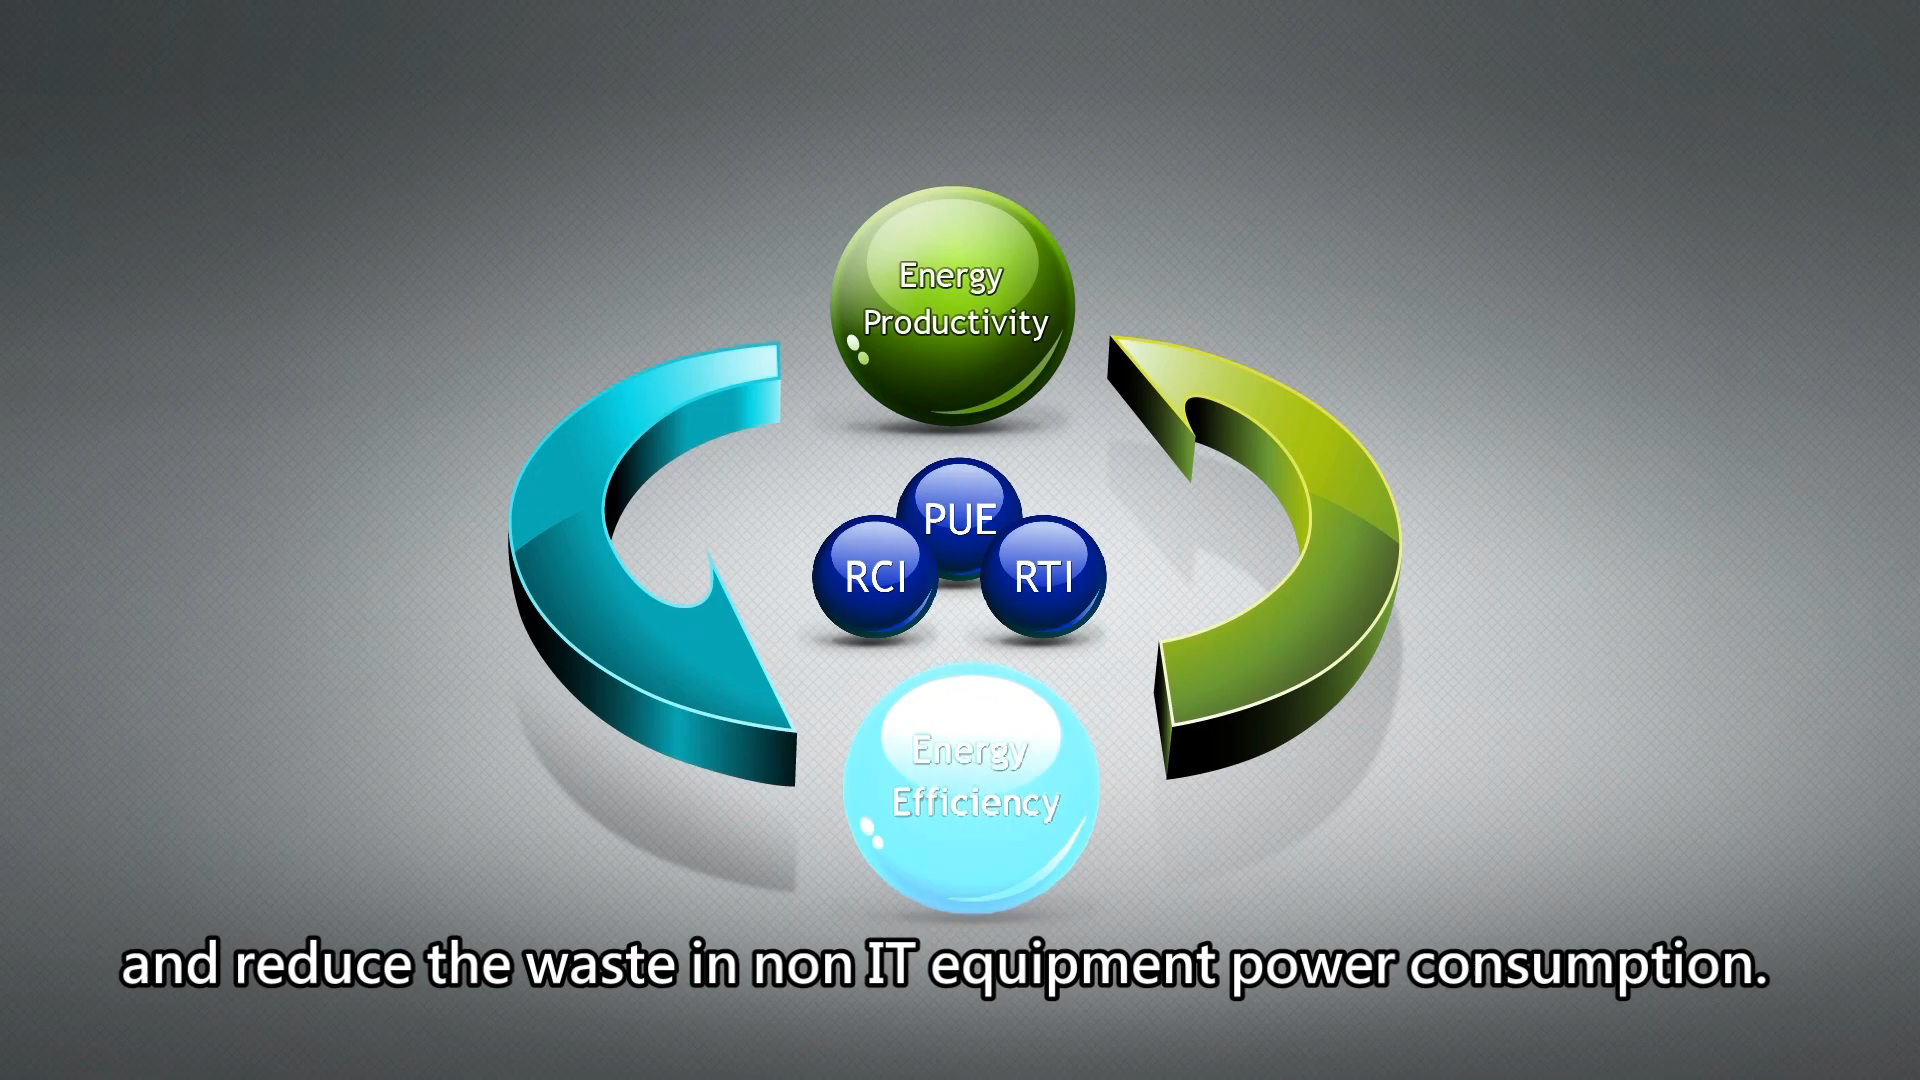 Energy
Productivity
PUE
RCI
RTI
Energy
Efficiency
and reduce the waste in non IT equipment power consumption.